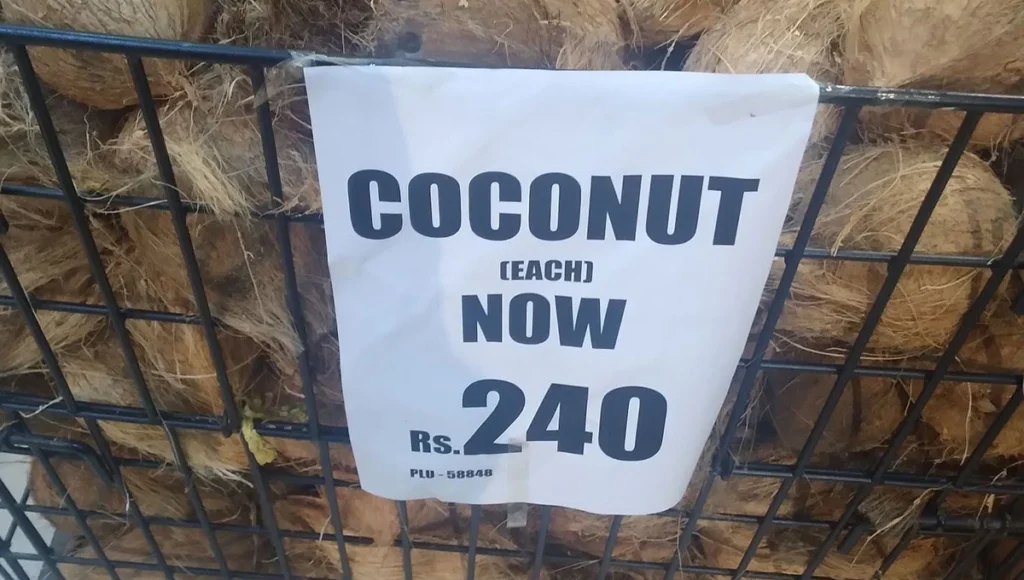 COCONUT
(EACH)
NOW
Rs.240
PLU - 58848